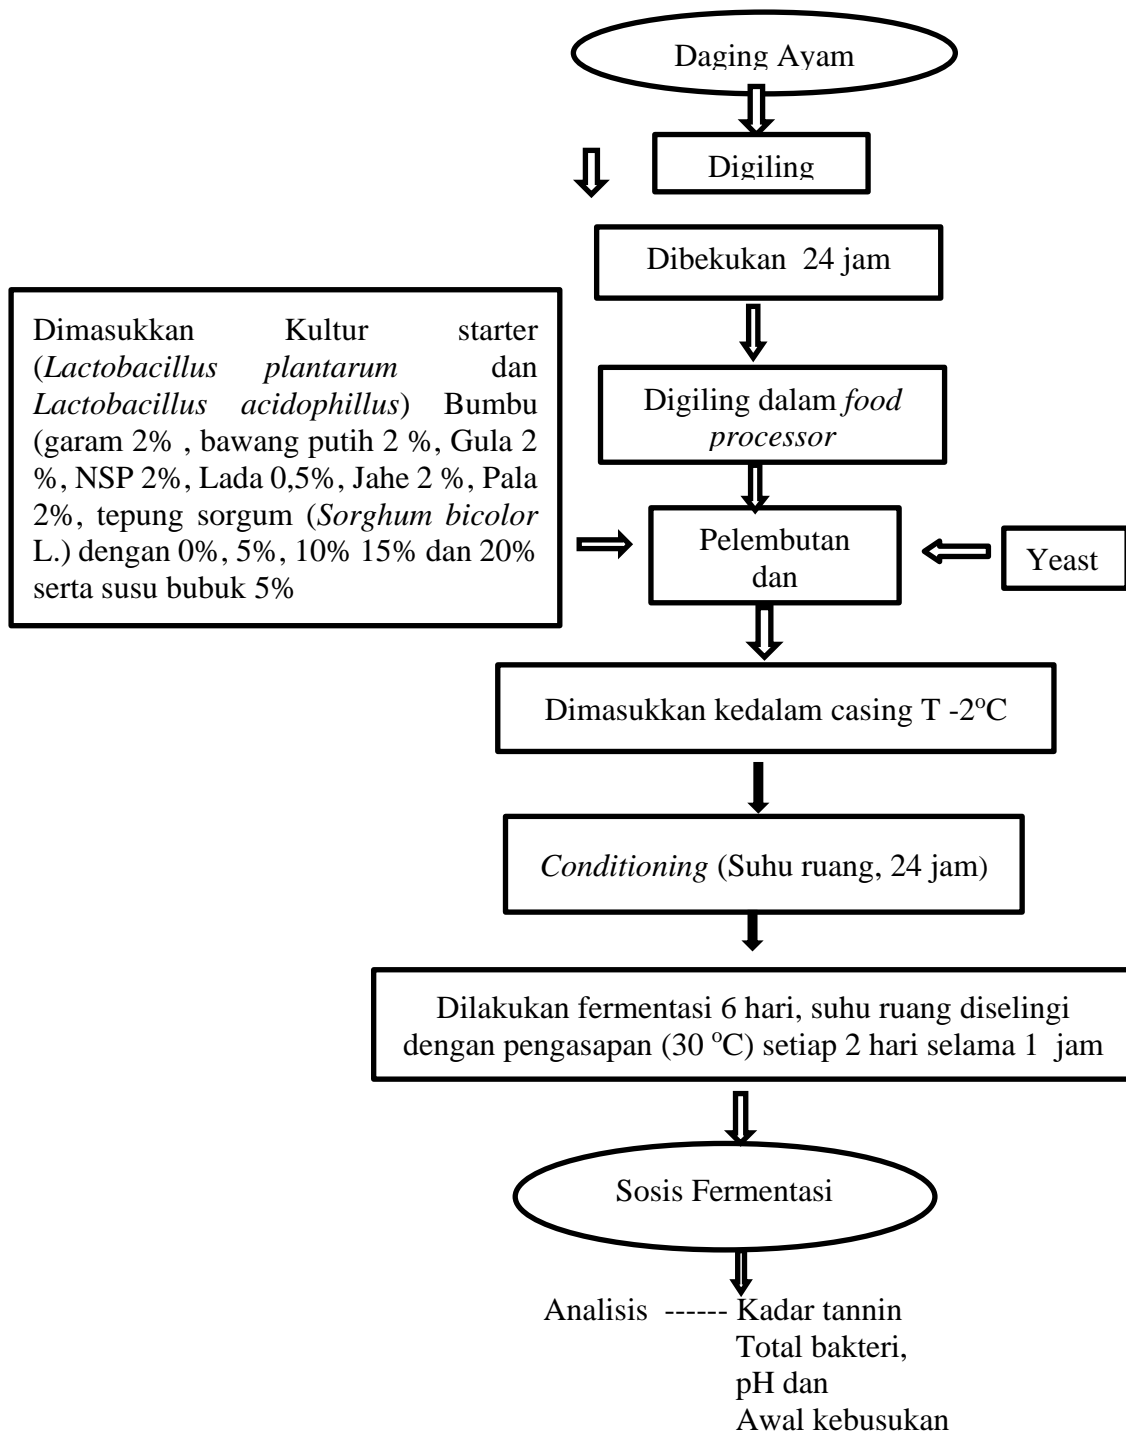 Daging Ayam
Digiling
Dibekukan 24 jam
Dimasukkan Kultur starter
(Lactobacillus plantarum dan
Lactobacillus acidophillus) Bumbu
(garam 2% , bawang putih 2 %, Gula 2
%, NSP 2%, Lada 0,5%, Jahe 2 %, Pala
2%, tepung sorgum (Sorghum bicolor
L.) dengan 0%, 5%, 10% 15% dan 20%
serta susu bubuk 5%
Digiling dalam food
processor
Pelembutan
dan
Yeast
Dimasukkan kedalam casing T -2°C
Conditioning (Suhu ruang, 24 jam)
Dilakukan fermentasi 6 hari, suhu ruang diselingi
dengan pengasapan (30 °C) setiap 2 hari selama 1 jam
Sosis Fermentasi
Analisis ------ Kadar tannin
Total bakteri,
pH dan
Awal kebusukan